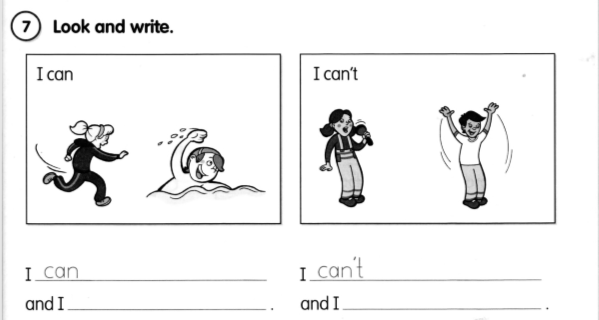 7 Look and write.
I can
I can't
I can
I can't
and I .
and I .